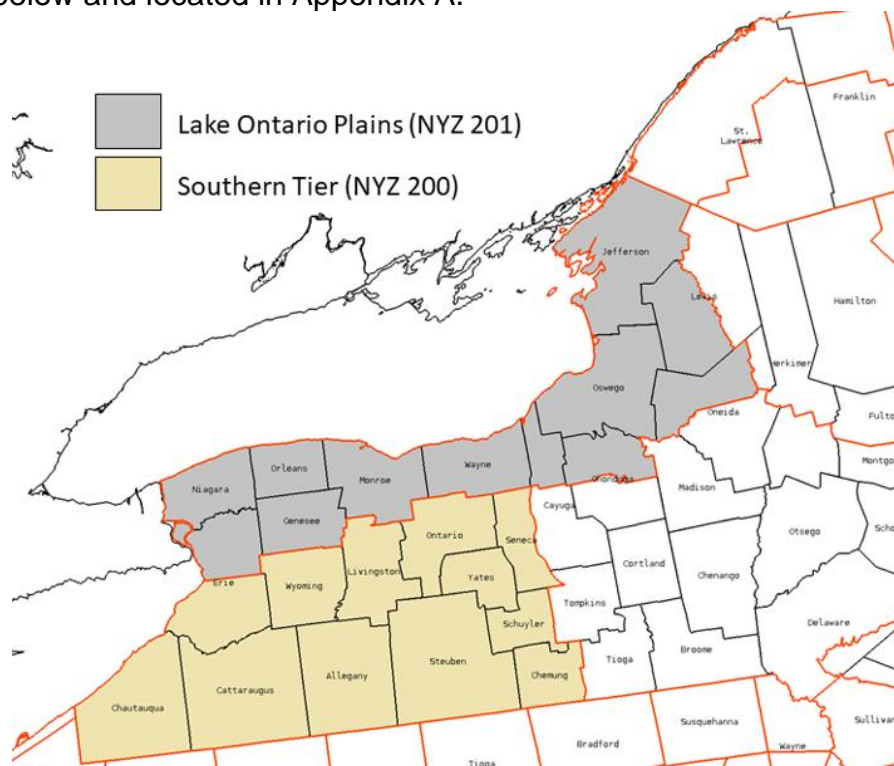 below and located in Appendix A.
Lake Ontario Plains (NYZ 201)
Southern Tier (NYZ 200)
Franklin
St.
Lawrence
Jefferson
Lewis
Hamilton
Herkimer
Oswego
Oneida
Fulto
Montgo
Orleans
Niagara
Monroe
Wayne
Genesee
Onondaga
Madison
Cayuga
Otsego
Scho
Ontario
Seneca
Erie
Wyoming
Livingston
Yates
Cortland
Chenango
Tompkins
Schuyler
Delaware
Steuben
Chemung
Tioga
Broome
Allegany
Cattaraugus
Chautauqua
Susquehanna
Sullivan
Bradford
Wayne
Tioga